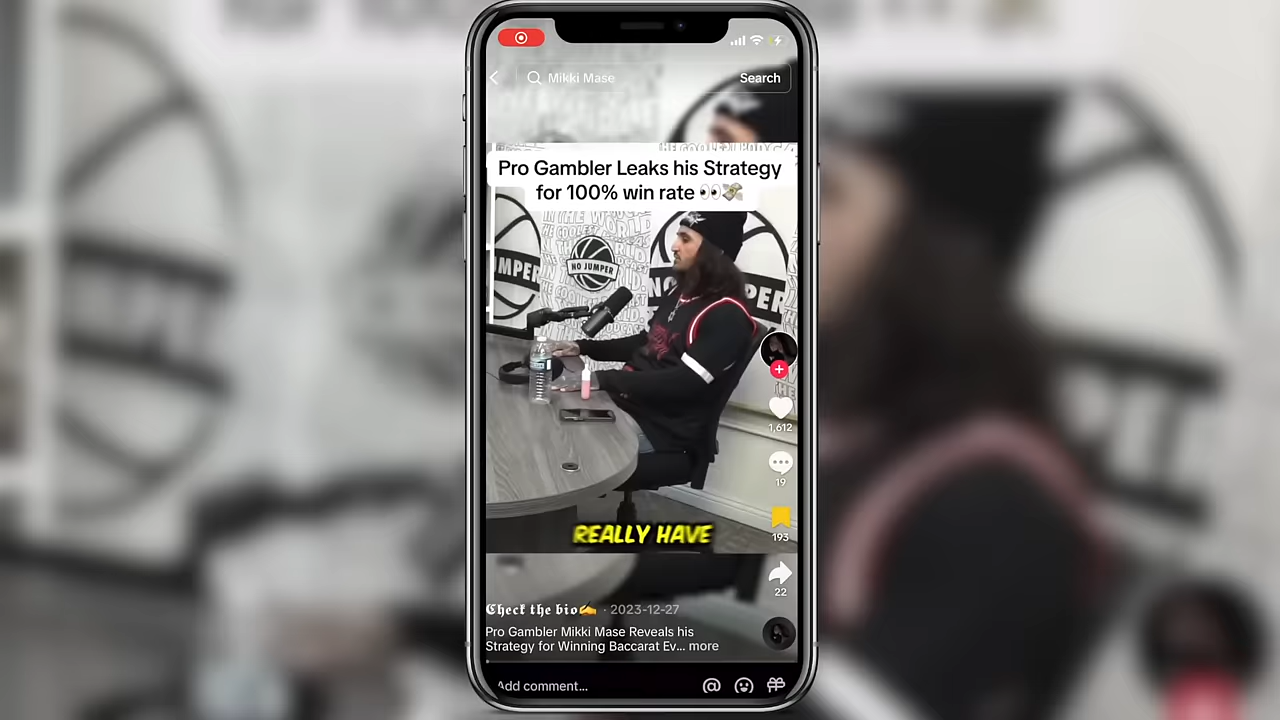 Mikki Mase
Search
Pro Gambler Leaks his Strategy
for 100% win rate 👀💸
NO JUMPER
1,612
19
REALLY HAVE
193
22
𝕮𝖍𝖊𝖈𝖐 𝖙𝖍𝖊 𝖇𝖎𝖔✍️ · 2023-12-27
Pro Gambler Mikki Mase Reveals his
Strategy for Winning Baccarat Ev... more
Add comment...